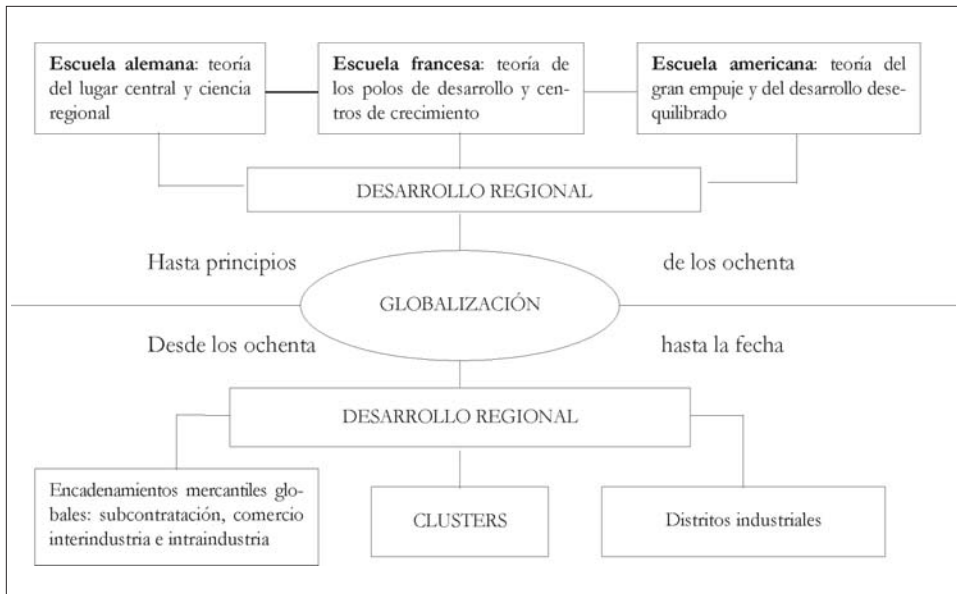 Escuela alemana: teoría
del lugar central y ciencia
regional
Escuela francesa: teoría de
los polos de desarrollo y cen-
tros de crecimiento
Escuela americana: teoría del
gran empuje y del desarrollo dese-
quilibrado
DESARROLLO REGIONAL
Hasta principios
de los ochenta
GLOBALIZACIÓN
Desde los ochenta
hasta la fecha
DESARROLLO REGIONAL
Encadenamientos mercantiles glo-
bales: subcontratación, comercio
interindustria e intraindustria
CLUSTERS
Distritos industriales